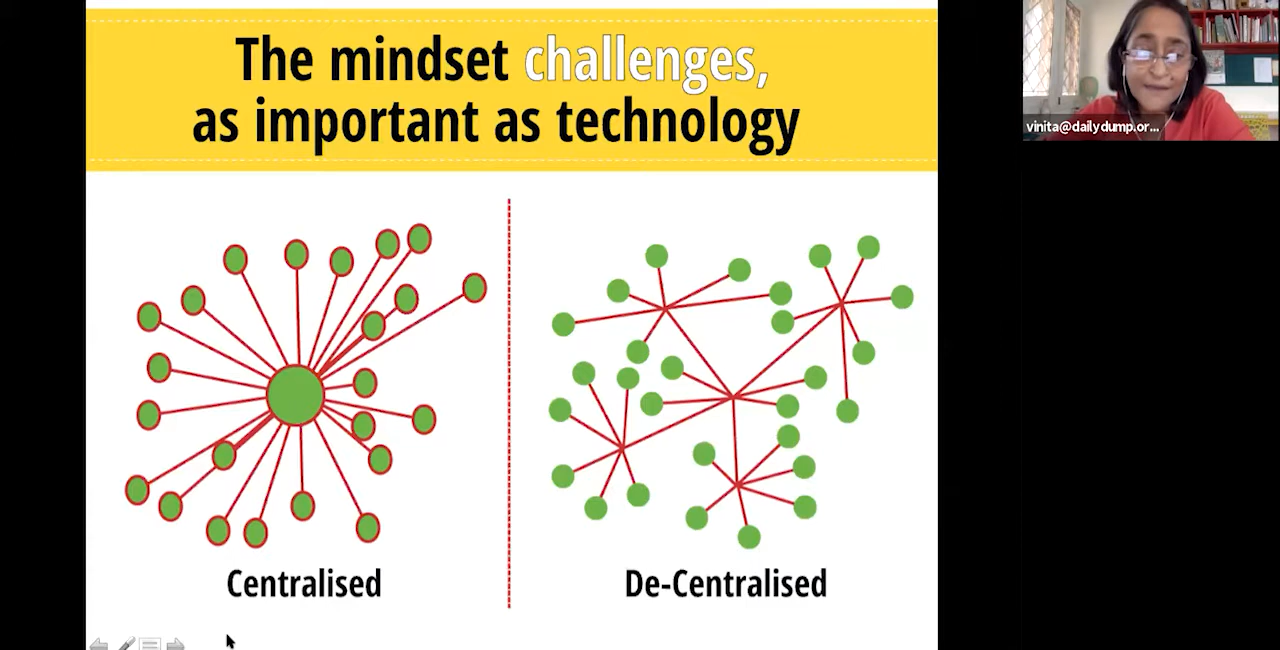 The mindset challenges,
as important as technology
vinita@dailydump.or...
Centralised
De-Centralised